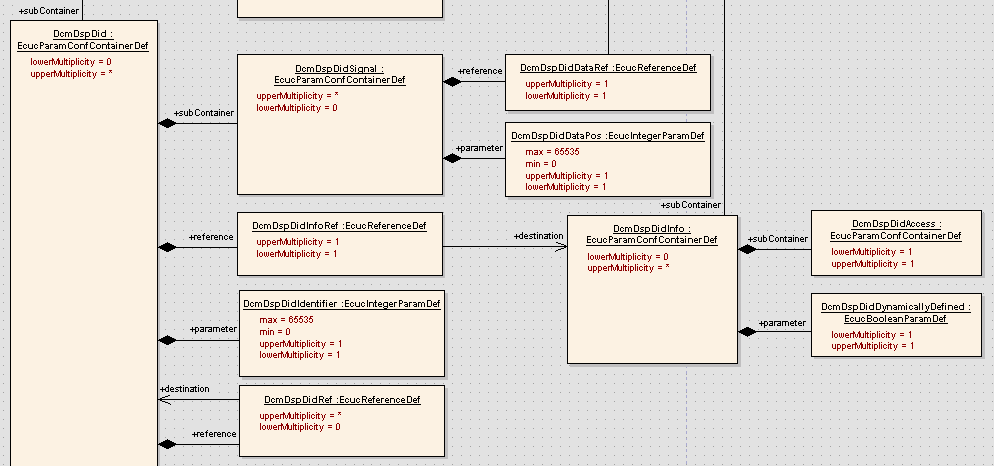 +subContainer
DcmDspDid :
EcucParamConfContainerDef
lowerMultiplicity = 0
upperMultiplicity = *
DcmDspDidSignal :
EcucParamConfContainerDef
upperMultiplicity = *
lowerMultiplicity = 0
+reference
DcmDspDidDataRef :EcucReferenceDef
upperMultiplicity = 1
lowerMultiplicity = 1
+subContainer
+parameter
DcmDspDidDataPos :EcucIntegerParamDef
max = 65535
min = 0
upperMultiplicity = 1
lowerMultiplicity = 1
+subContainer
+reference
DcmDspDidInfoRef :EcucReferenceDef
upperMultiplicity = 1
lowerMultiplicity = 1
+destination
DcmDspDidInfo :
EcucParamConfContainerDef
lowerMultiplicity = 0
upperMultiplicity = *
+subContainer
DcmDspDidAccess :
EcucParamConfContainerDef
lowerMultiplicity = 1
upperMultiplicity = 1
+parameter
DcmDspDidDynamicallyDefined :
EcucBooleanParamDef
lowerMultiplicity = 1
upperMultiplicity = 1
+parameter
DcmDspDidIdentifier :EcucIntegerParamDef
max = 65535
min = 0
upperMultiplicity = 1
lowerMultiplicity = 1
+destination
DcmDspDidRef :EcucReferenceDef
upperMultiplicity = *
lowerMultiplicity = 0
+reference